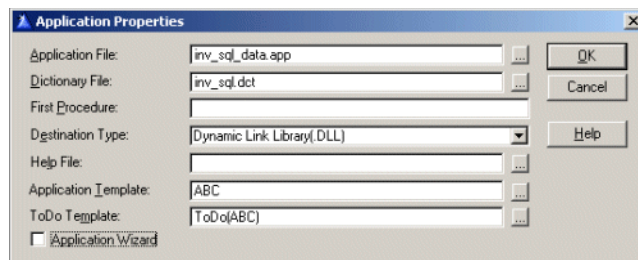 Application Properties
Application File: inv_sql_data.app ... OK
Dictionary File: inv_sql.dct ... Cancel
First Procedure:
Destination Type: Dynamic Link Library(.DLL) Help
Help File: ...
Application Template: ABC ...
ToDo Template: ToDo(ABC) ...
Application Wizard